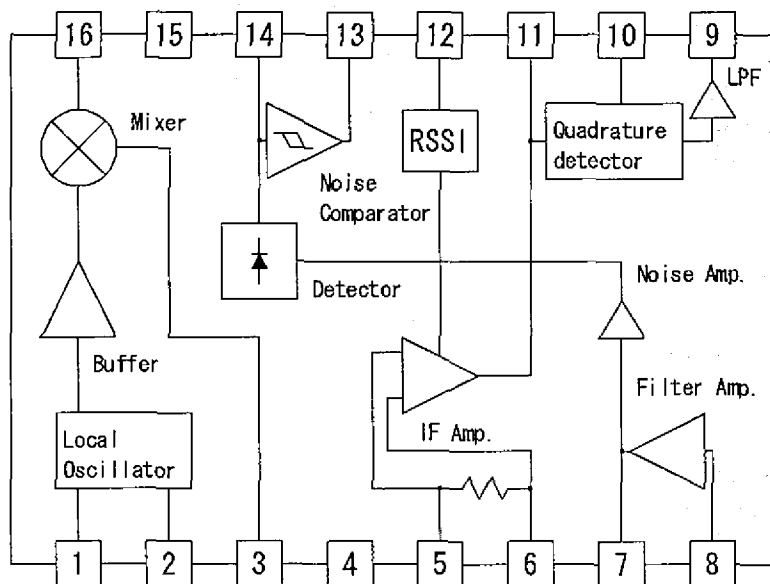 16 15 14 13 12 11 10 9
LPF
Mixer
RSSI
Quadrature
detector
Noise
Comparator
Detector
Noise Amp.
Buffer
Filter Amp.
IF Amp.
Local
Oscillator
1 2 3 4 5 6 7 8